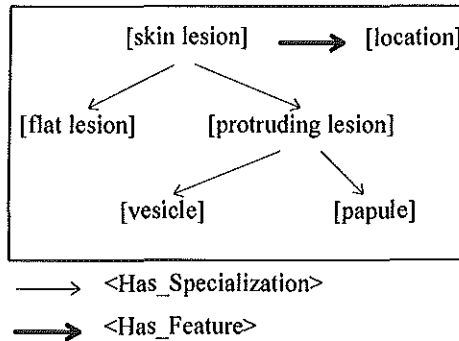 [skin lesion] [location]
[flat lesion] [protruding lesion]
[vesicle] [papule]
<Has_Specialization>
<Has_Feature>